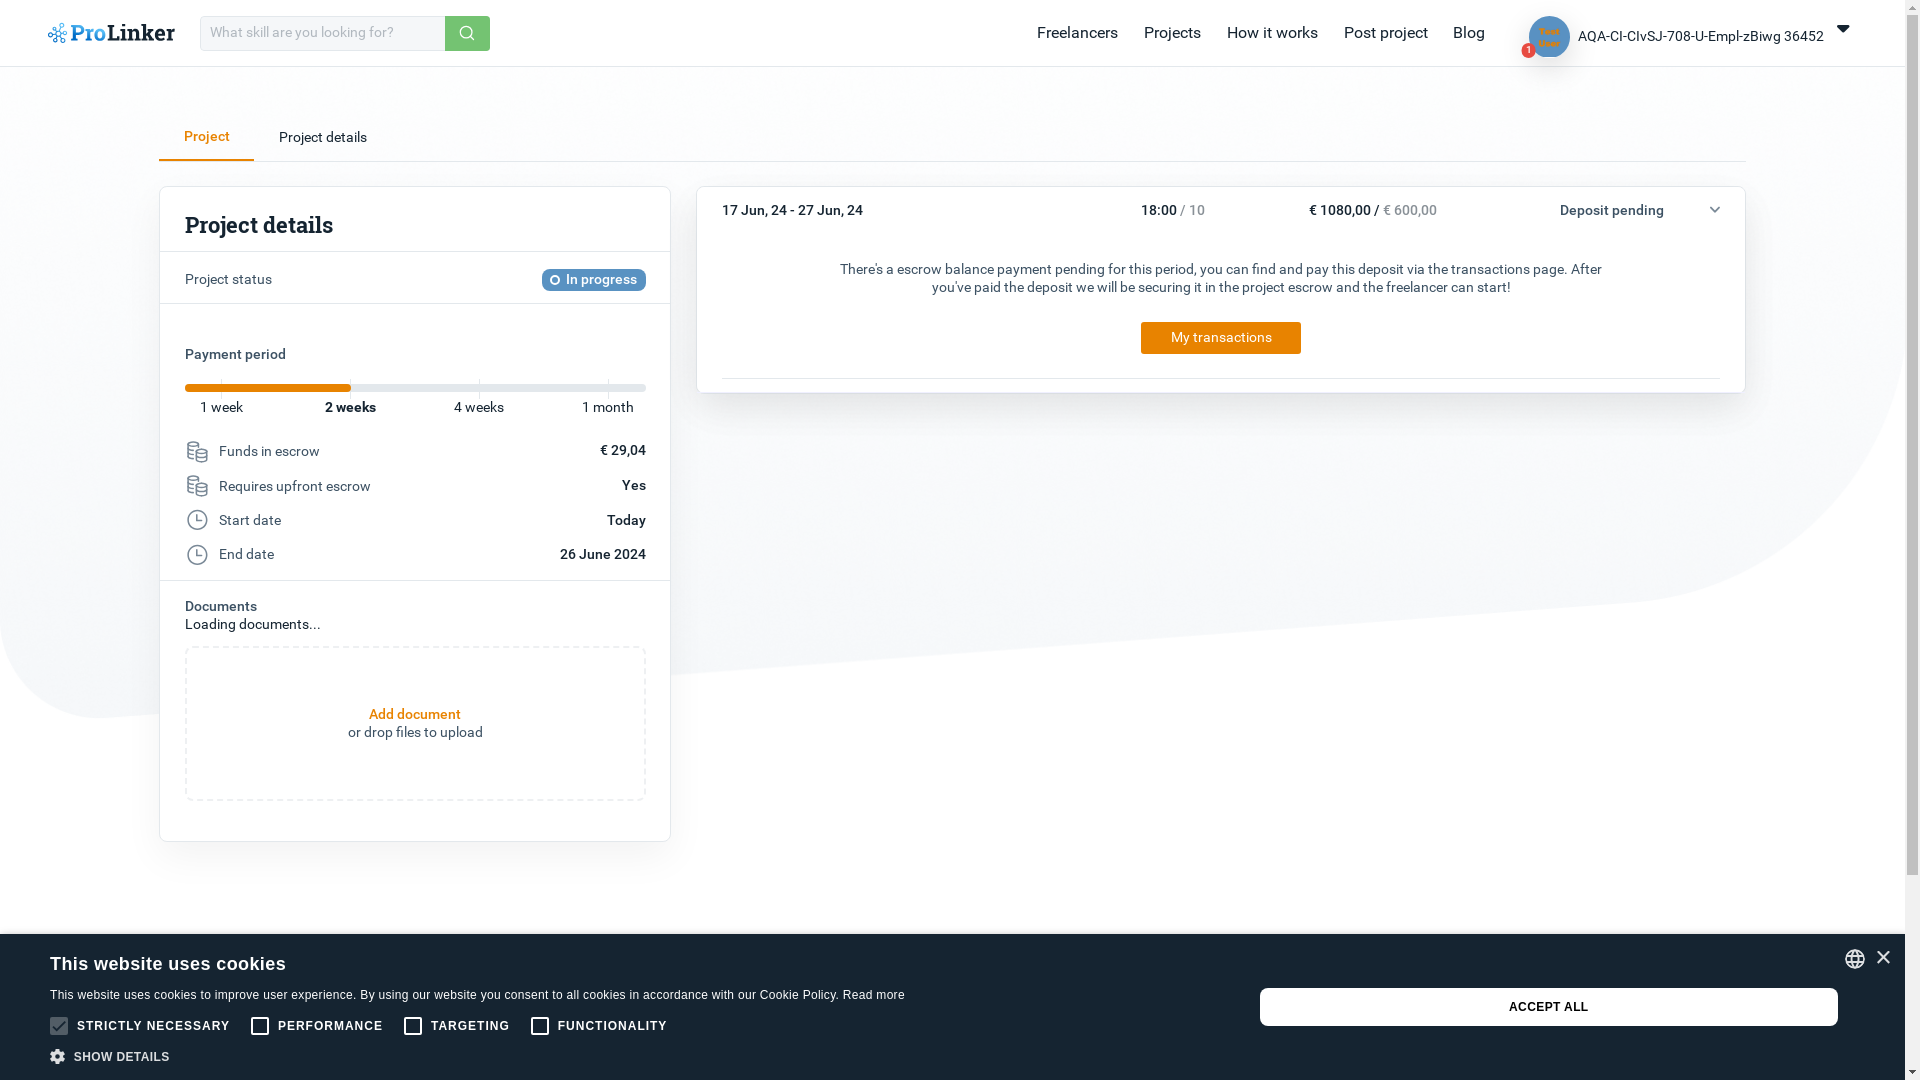 ProLinker
What skill are you looking for?
Freelancers
Projects
How it works
Post project
Blog
1
AQA-CI-CIvSJ-708-U-Empl-zBiwg 36452
Project
Project details
Project details
Project status
In progress
Payment period
1 week
2 weeks
4 weeks
1 month
Funds in escrow
€ 29,04
Requires upfront escrow
Yes
Start date
Today
End date
26 June 2024
Documents
Loading documents...
Add document
or drop files to upload
17 Jun, 24 - 27 Jun, 24
18:00 / 10
€ 1080,00 / € 600,00
Deposit pending
There's a escrow balance payment pending for this period, you can find and pay this deposit via the transactions page. After
you've paid the deposit we will be securing it in the project escrow and the freelancer can start!
My transactions
This website uses cookies
This website uses cookies to improve user experience. By using our website you consent to all cookies in accordance with our Cookie Policy. Read more
STRICTLY NECESSARY
PERFORMANCE
TARGETING
FUNCTIONALITY
SHOW DETAILS
ACCEPT ALL